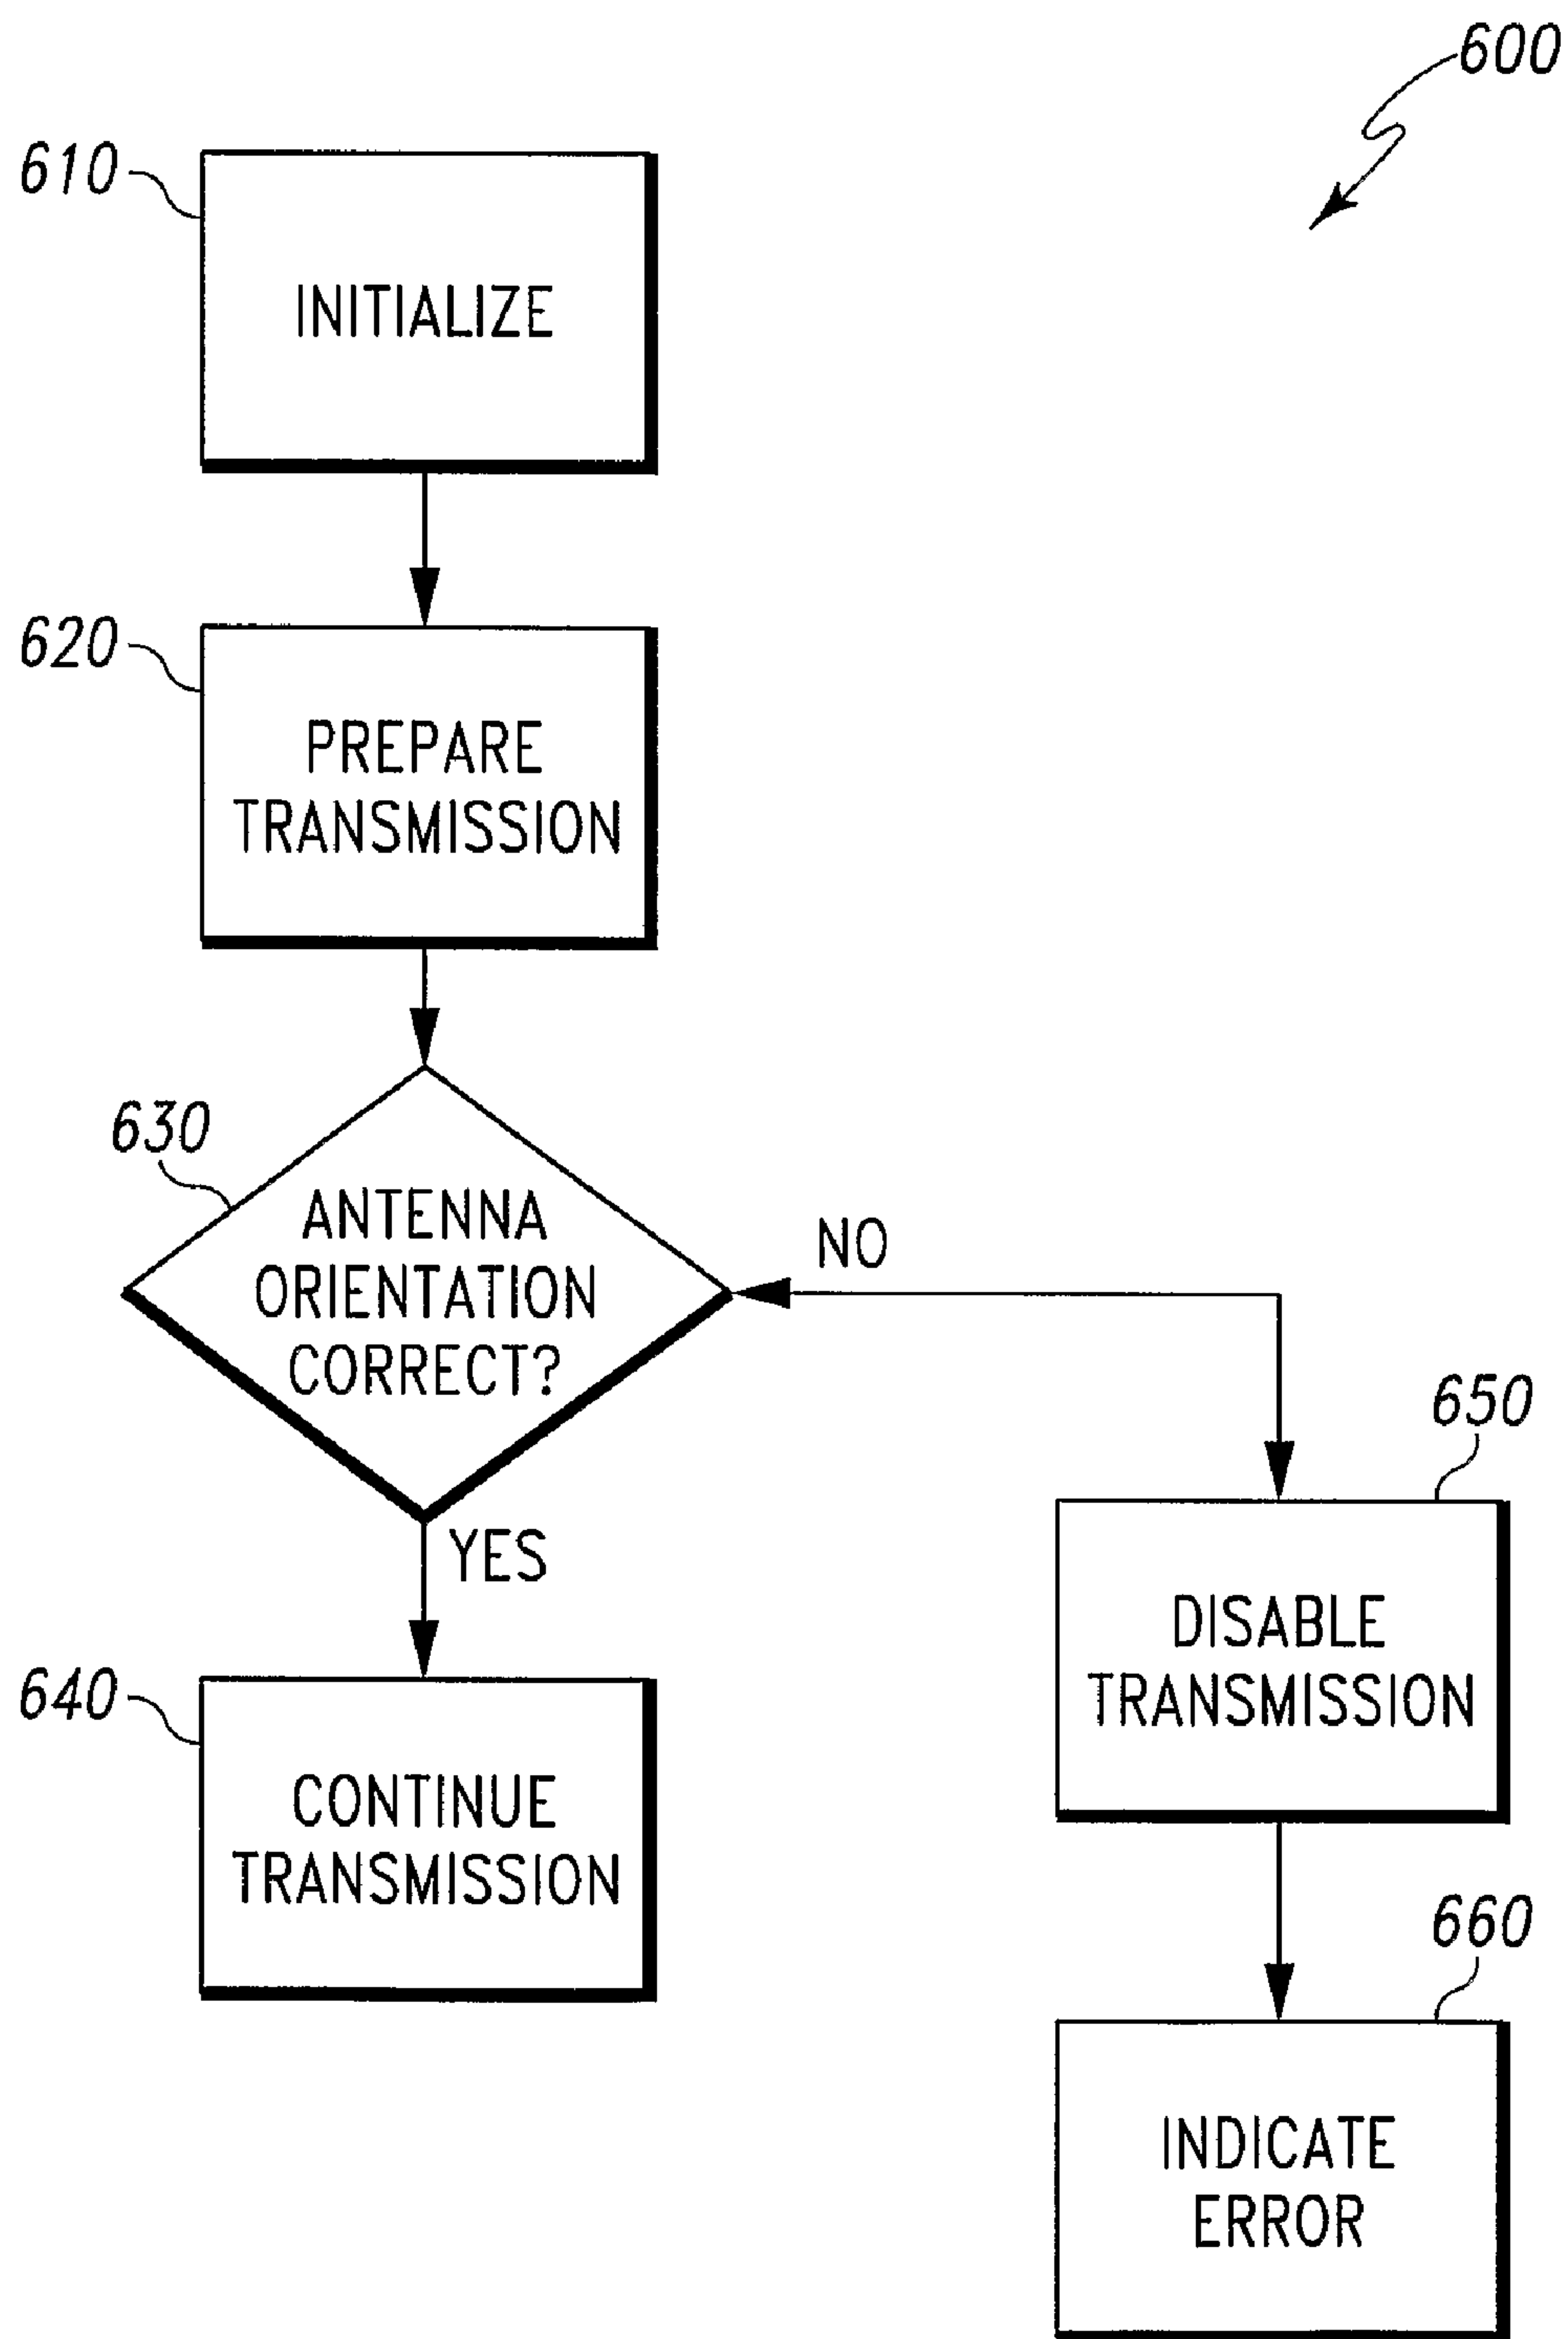 600
610
INITIALIZE
620
PREPARE
TRANSMISSION
630
ANTENNA
ORIENTATION
CORRECT?
NO
YES
650
DISABLE
TRANSMISSION
640
CONTINUE
TRANSMISSION
660
INDICATE
ERROR